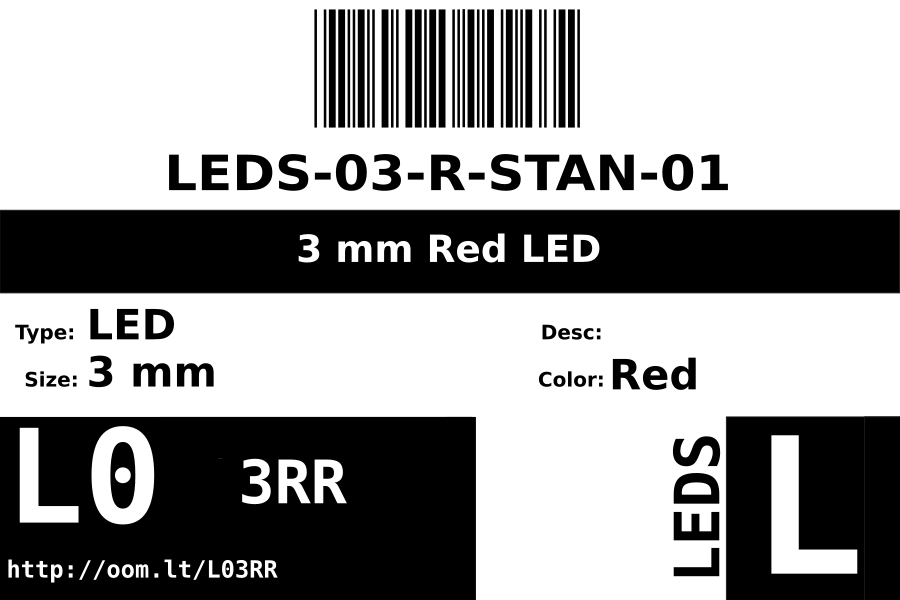 LEDS-03-R-STAN-01
3 mm Red LED
Type: LED
Desc:
Size: 3 mm
Color: Red
L0 3RR
http://oom.lt/L03RR
LEDS
L